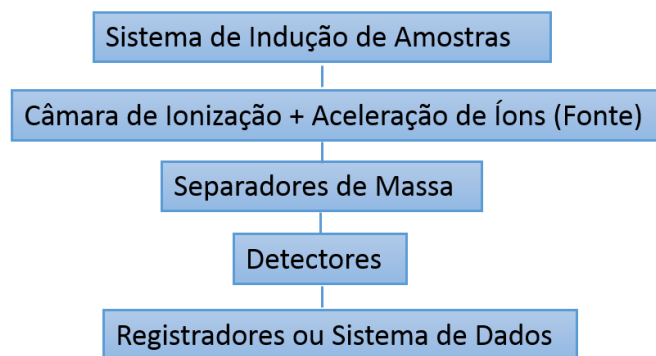 Sistema de Indução de Amostras
Câmara de Ionização + Aceleração de Íons (Fonte)
Separadores de Massa
Detectores
Registradores ou Sistema de Dados